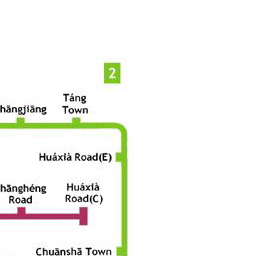 2
Táng
Town
hāngjiāng
Huáxià Road(E)
hānghéng
Road
Huáxià
Road(C)
Chuānshā Town